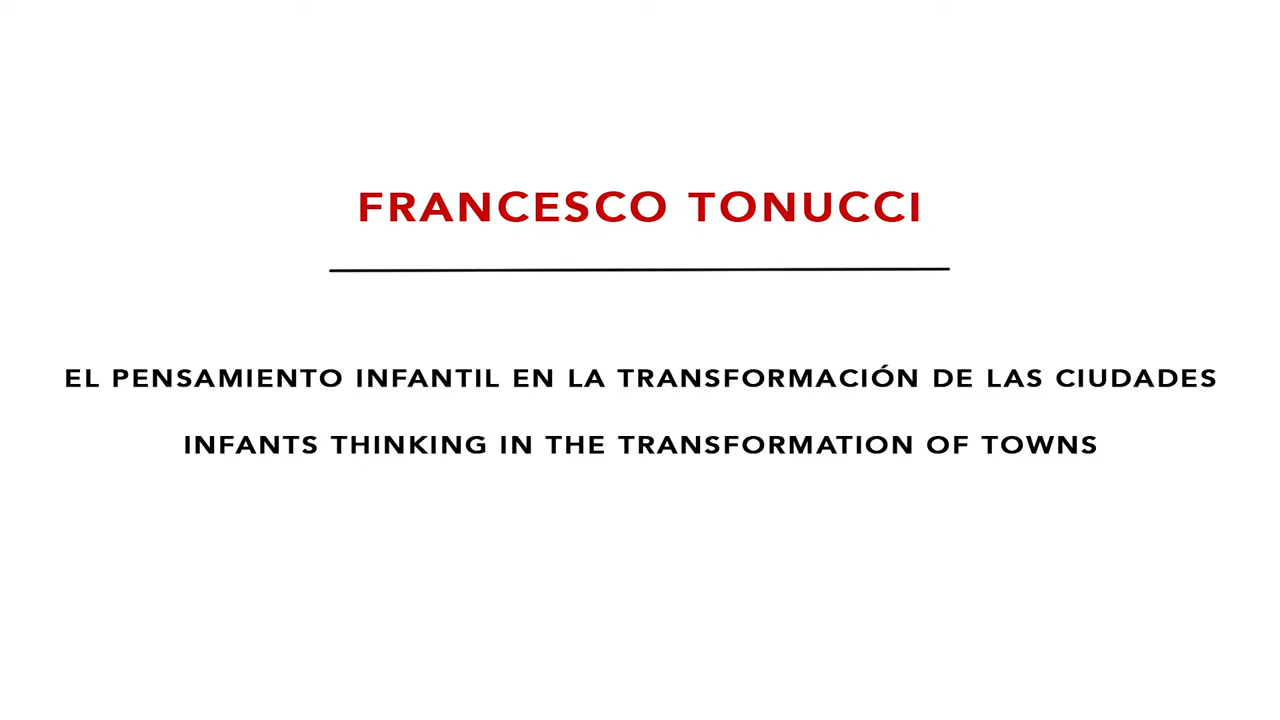 FRANCESCO TONUCCI
EL PENSAMIENTO INFANTIL EN LA TRANSFORMACIÓN DE LAS CIUDADES
INFANTS THINKING IN THE TRANSFORMATION OF TOWNS